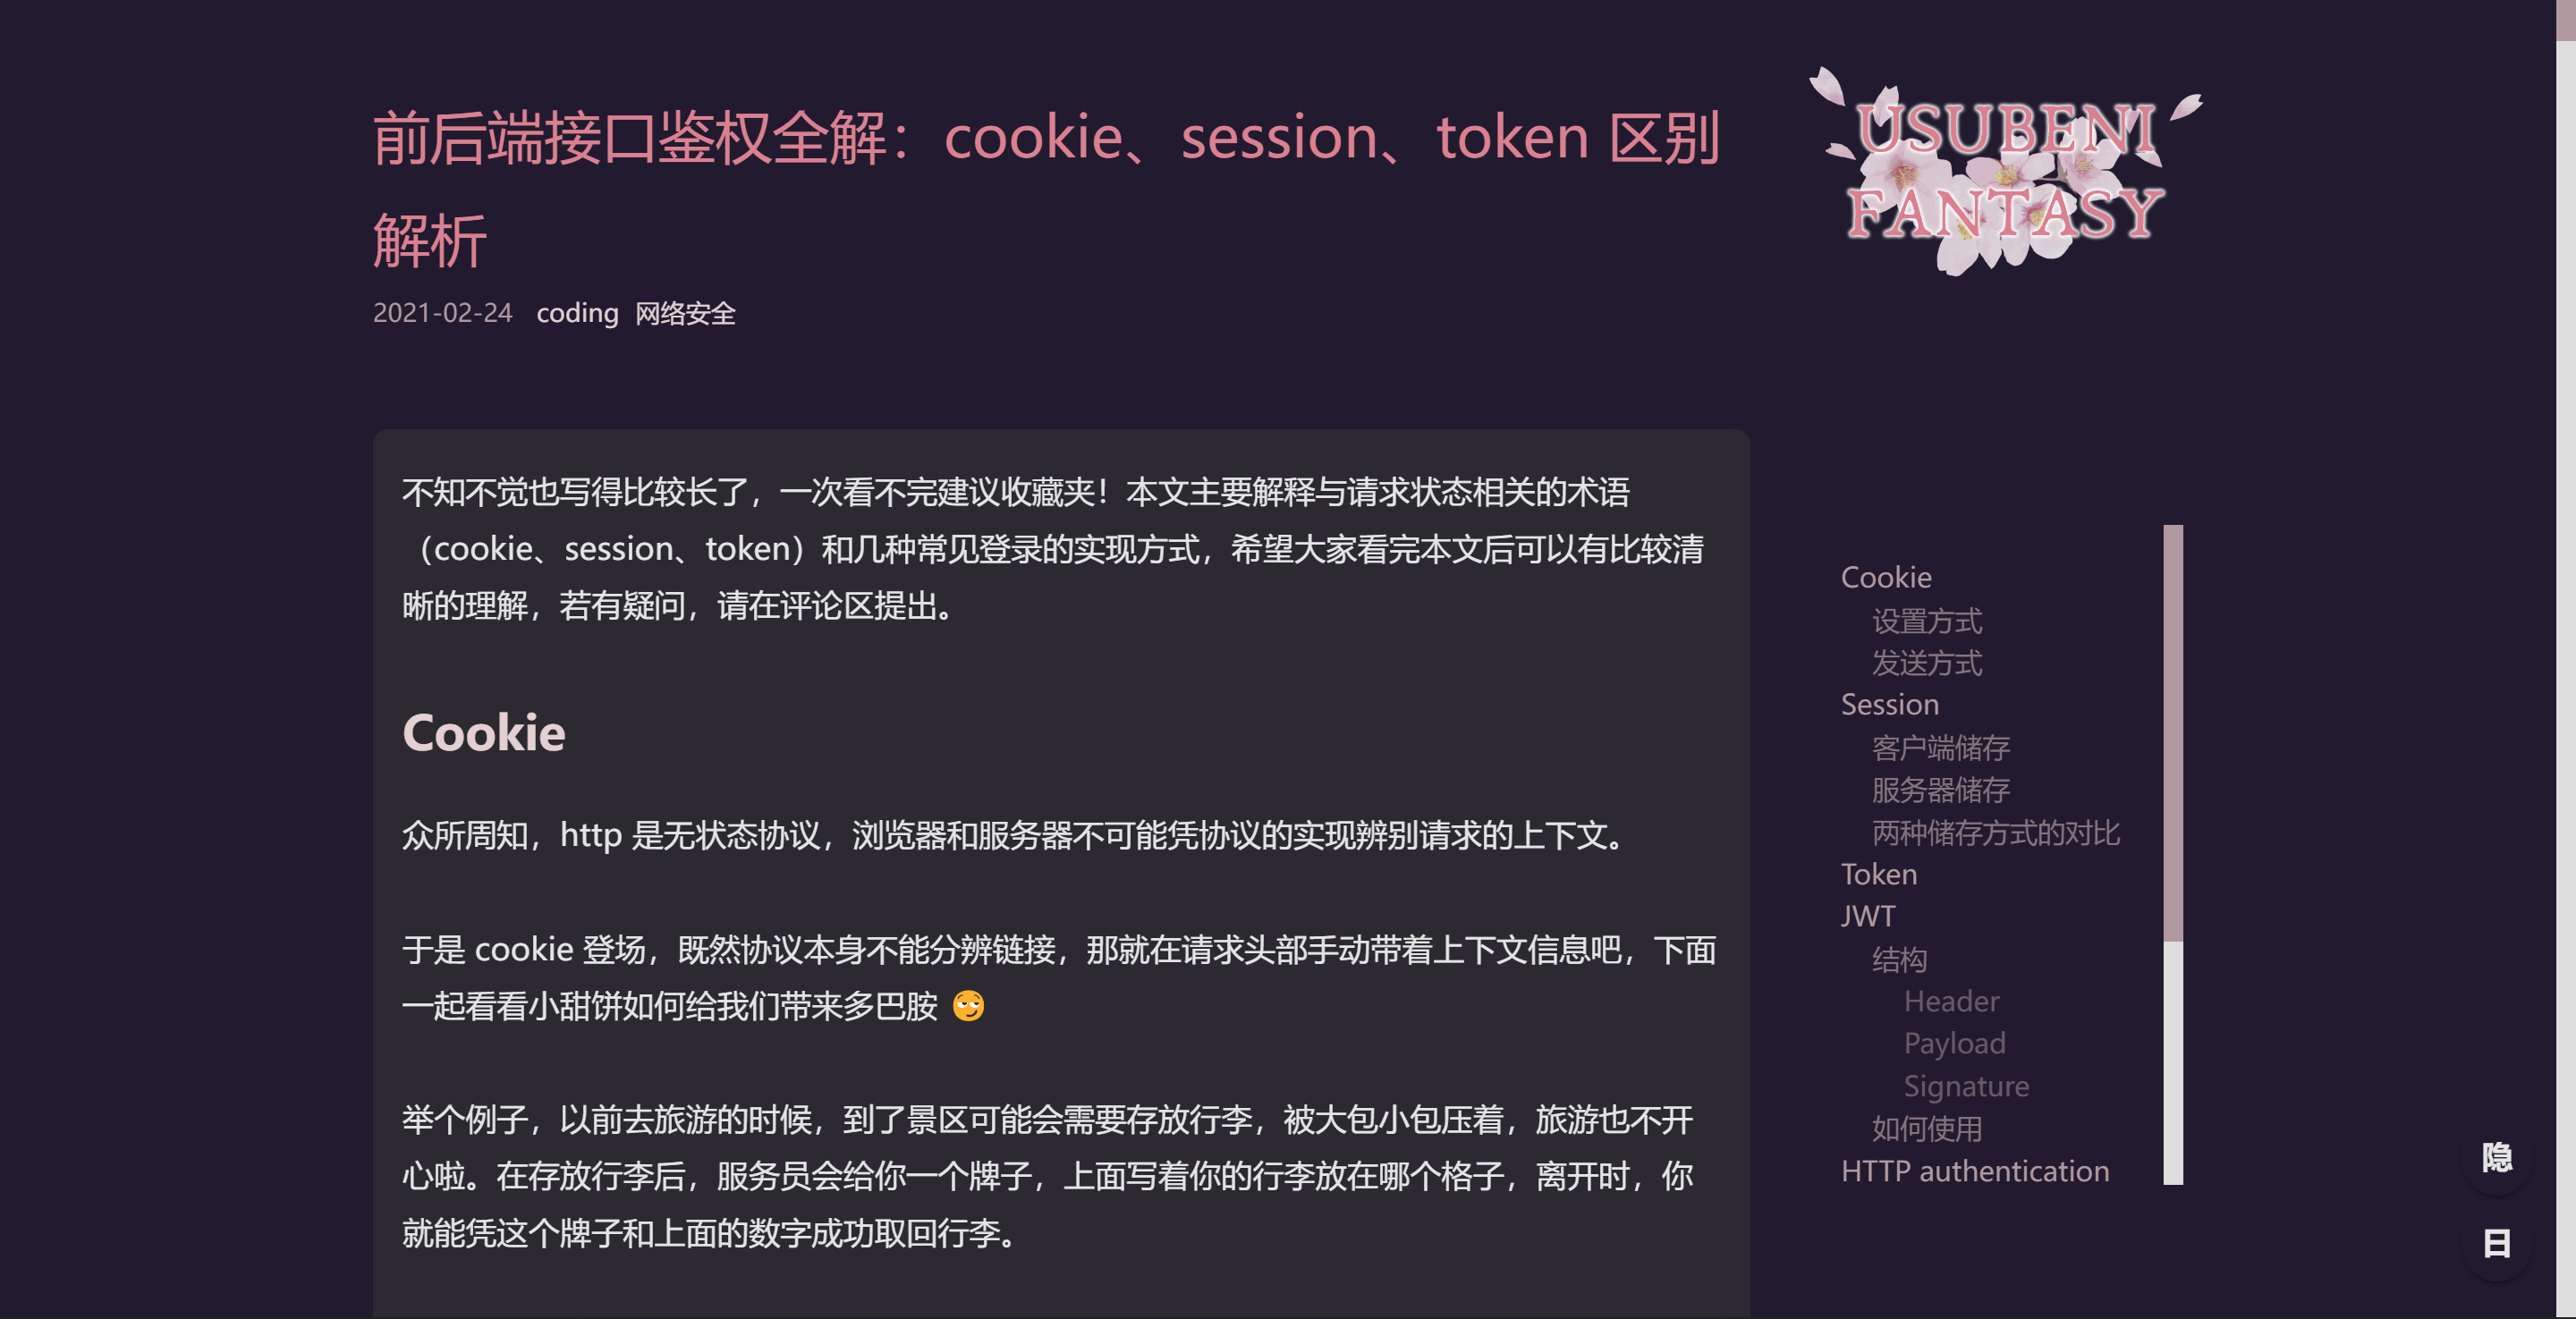 前后端接口鉴权全解：cookie、session、token 区别
解析
2021-02-24 coding 网络安全
USUBENI
FANTASY
不知不觉也写得比较长了，一次看不完建议收藏夹！本文主要解释与请求状态相关的术语
（cookie、session、token）和几种常见登录的实现方式，希望大家看完本文后可以有比较清
晰的理解，若有疑问，请在评论区提出。
Cookie
众所周知，http 是无状态协议，浏览器和服务器不可能凭协议的实现辨别请求的上下文。
于是 cookie 登场，既然协议本身不能分辨链接，那就在请求头部手动带着上下文信息吧，下面
一起看看小甜饼如何给我们带来多巴胺 😏
举个例子，以前去旅游的时候，到了景区可能会需要存放行李，被大包小包压着，旅游也不开
心啦。在存放行李后，服务员会给你一个牌子，上面写着你的行李放在哪个格子，离开时，你
就能凭这个牌子和上面的数字成功取回行李。
Cookie
设置方式
发送方式
Session
客户端储存
服务器储存
两种储存方式的对比
Token
JWT
结构
Header
Payload
Signature
如何使用
HTTP authentication
隐
日